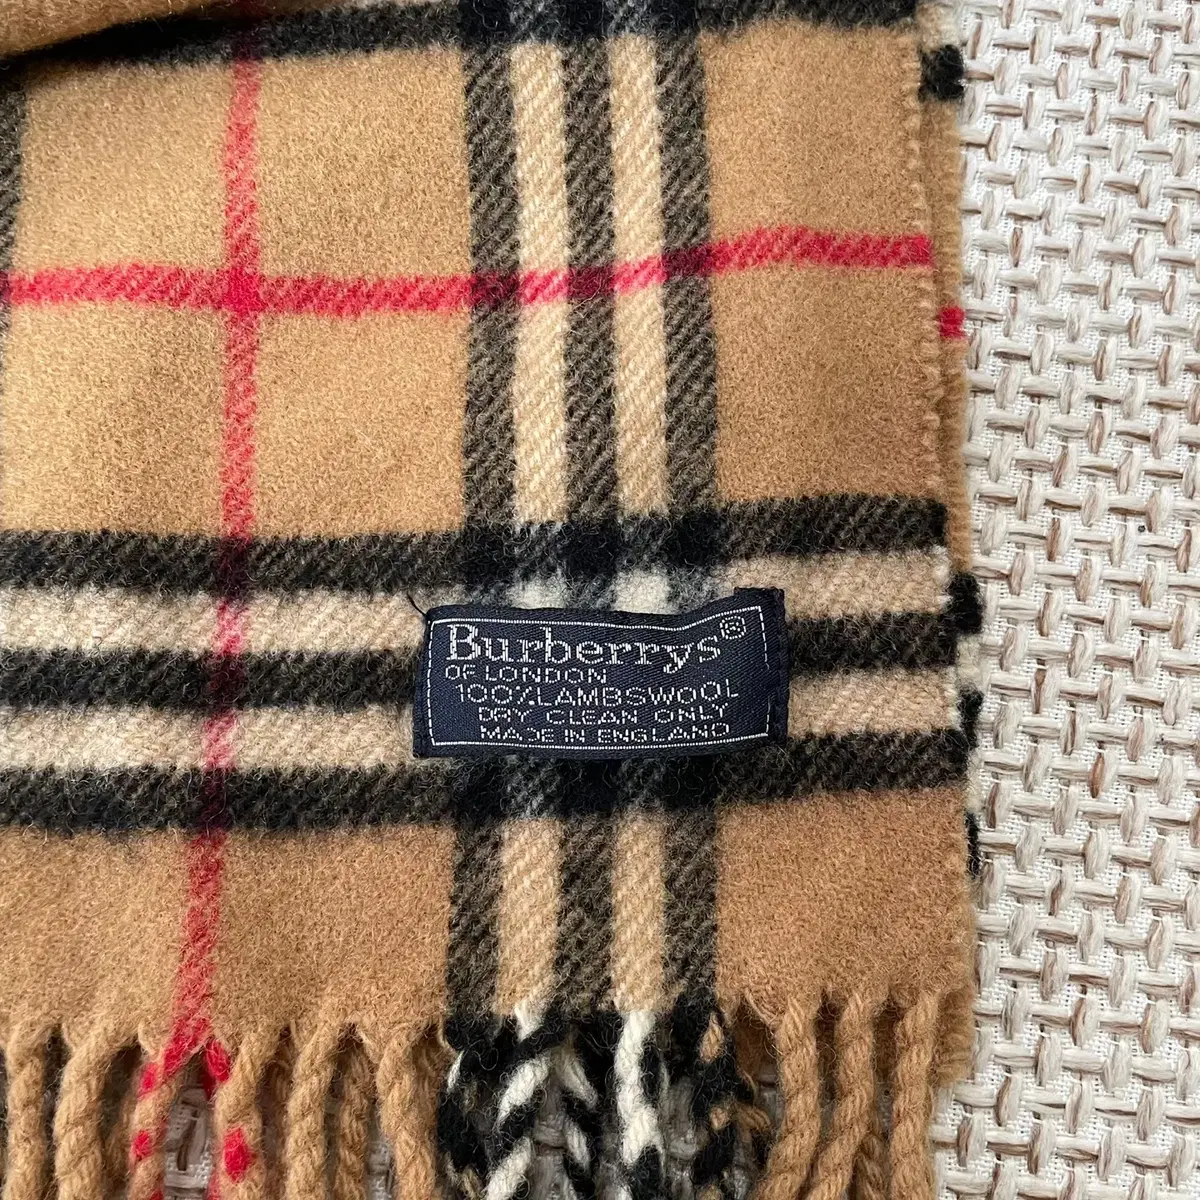 Burberrys®
OF LONDON
100% LAMBSWOOL
DRY CLEAN ONLY
MADE IN ENGLAND